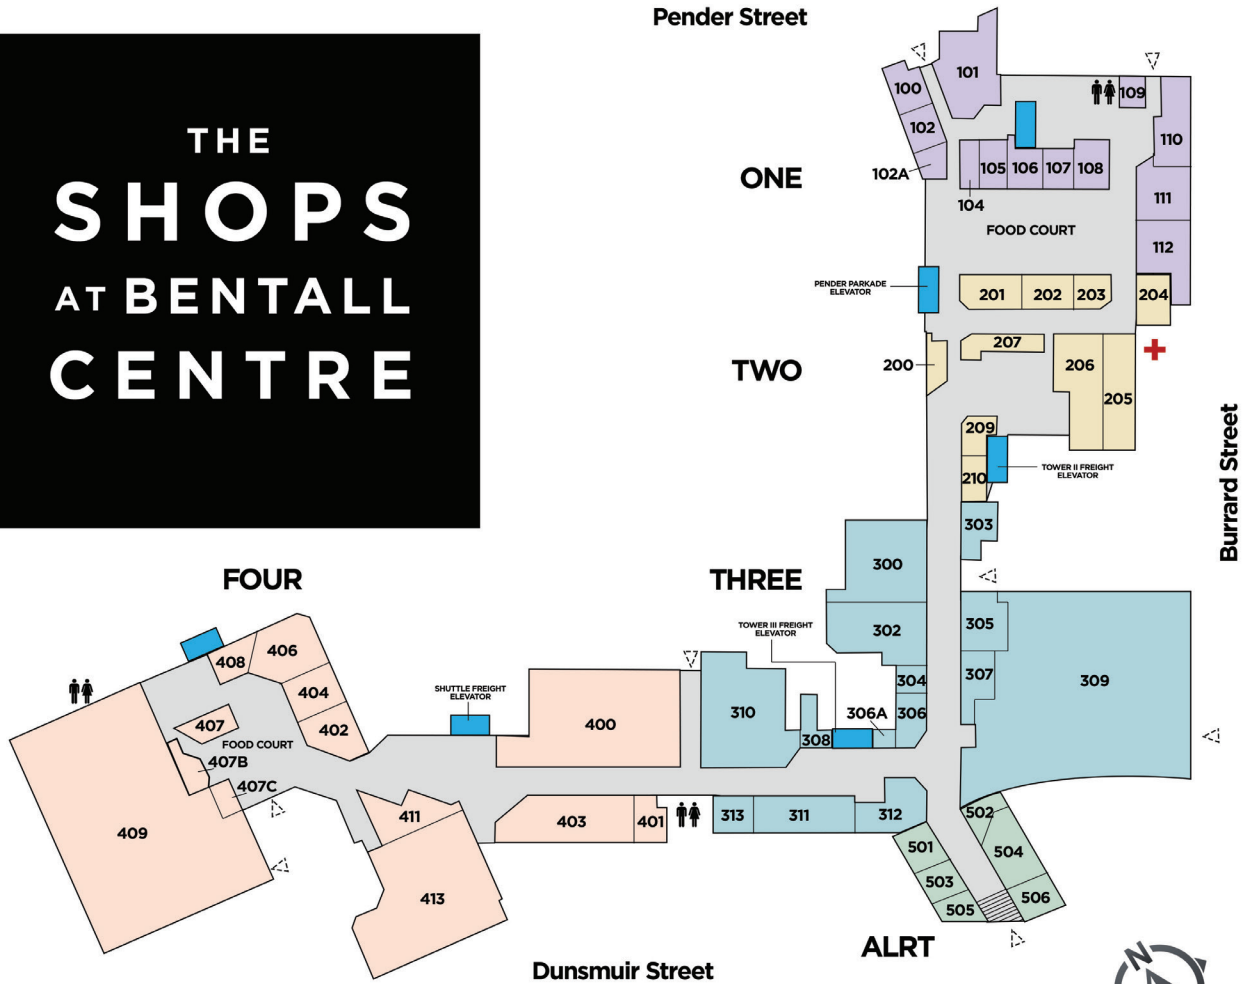 Pender Street
THE
SHOPS
AT BENTALL
CENTRE
ONE
100
101
102
102A
104
105
106
107
108
109
110
111
112
FOOD COURT
PENDER PARKADE
ELEVATOR
201
202
203
204
TWO
200
207
206
205
209
210
TOWER II FREIGHT
ELEVATOR
Burrard Street
303
THREE
300
302
TOWER III FREIGHT
ELEVATOR
304
305
306
306A
307
308
309
310
313
311
312
FOUR
408
406
404
402
407
FOOD COURT
407B
407C
409
SHUTTLE FREIGHT
ELEVATOR
400
411
403
401
413
501
502
503
504
505
506
ALRT
Dunsmuir Street
N